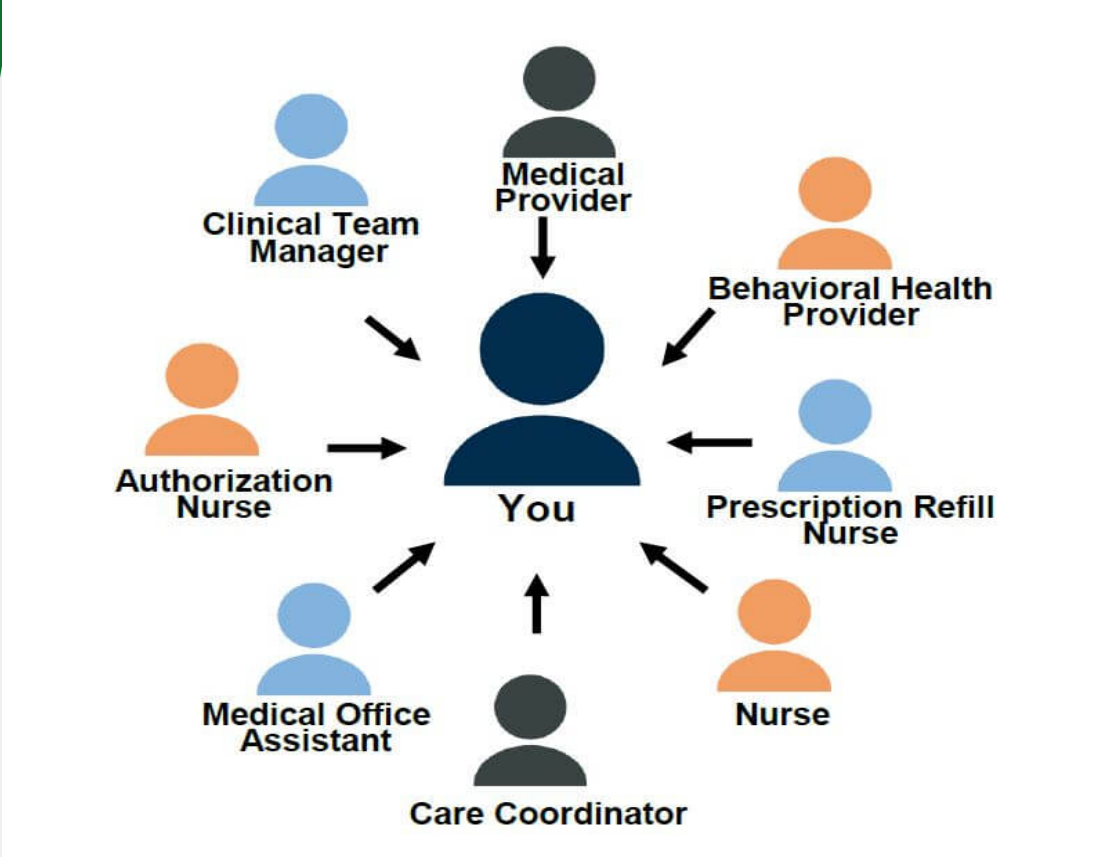 Medical
Provider
Clinical Team
Manager
Behavioral Health
Provider
Authorization
Nurse
You
Prescription Refill
Nurse
Medical Office
Assistant
Nurse
Care Coordinator